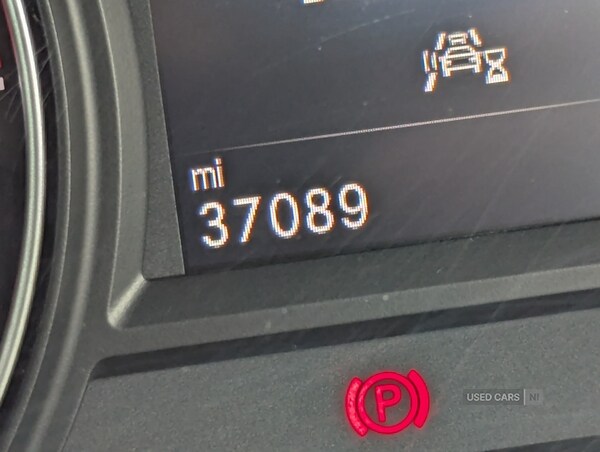 mi
37089
P
USED CARS NI